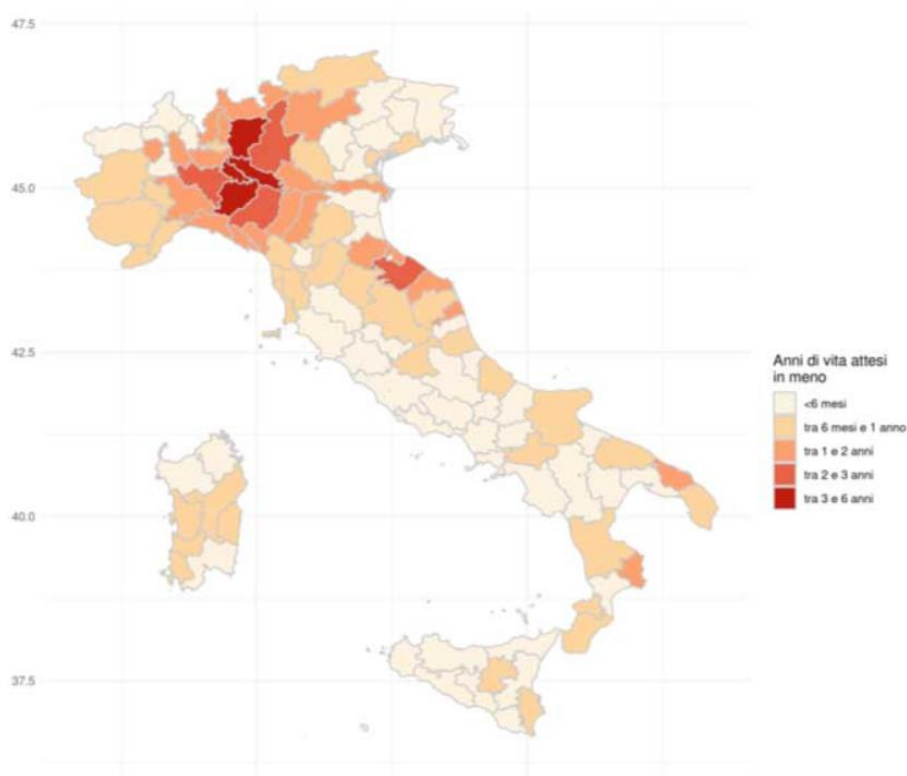 47.5
45.0
42.5
40.0
37.5
Anni di vita attesi
in meno
<6 mesi
tra 6 mesi e 1 anno
tra 1 e 2 anni
tra 2 e 3 anni
tra 3 e 6 anni